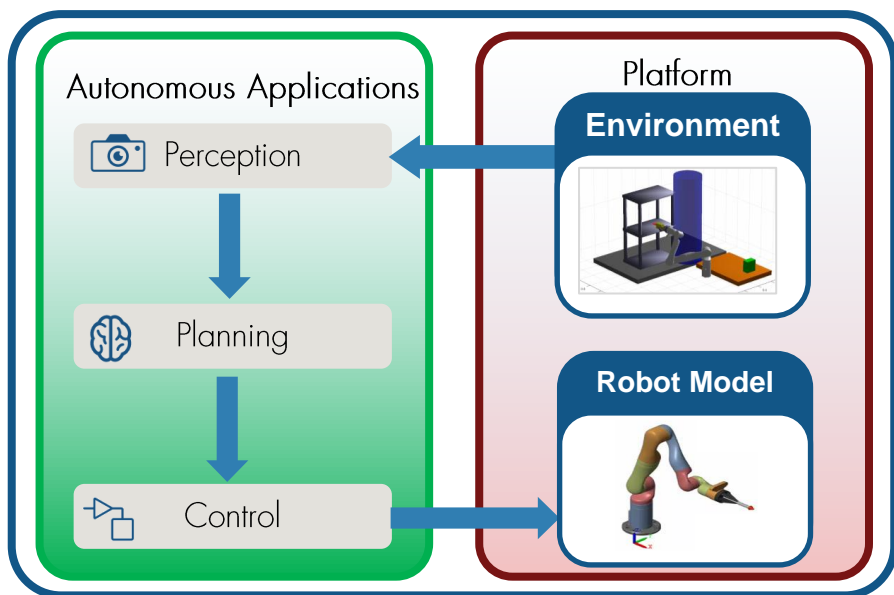 Autonomous Applications
Perception
Planning
Control
Platform
Environment
Robot Model